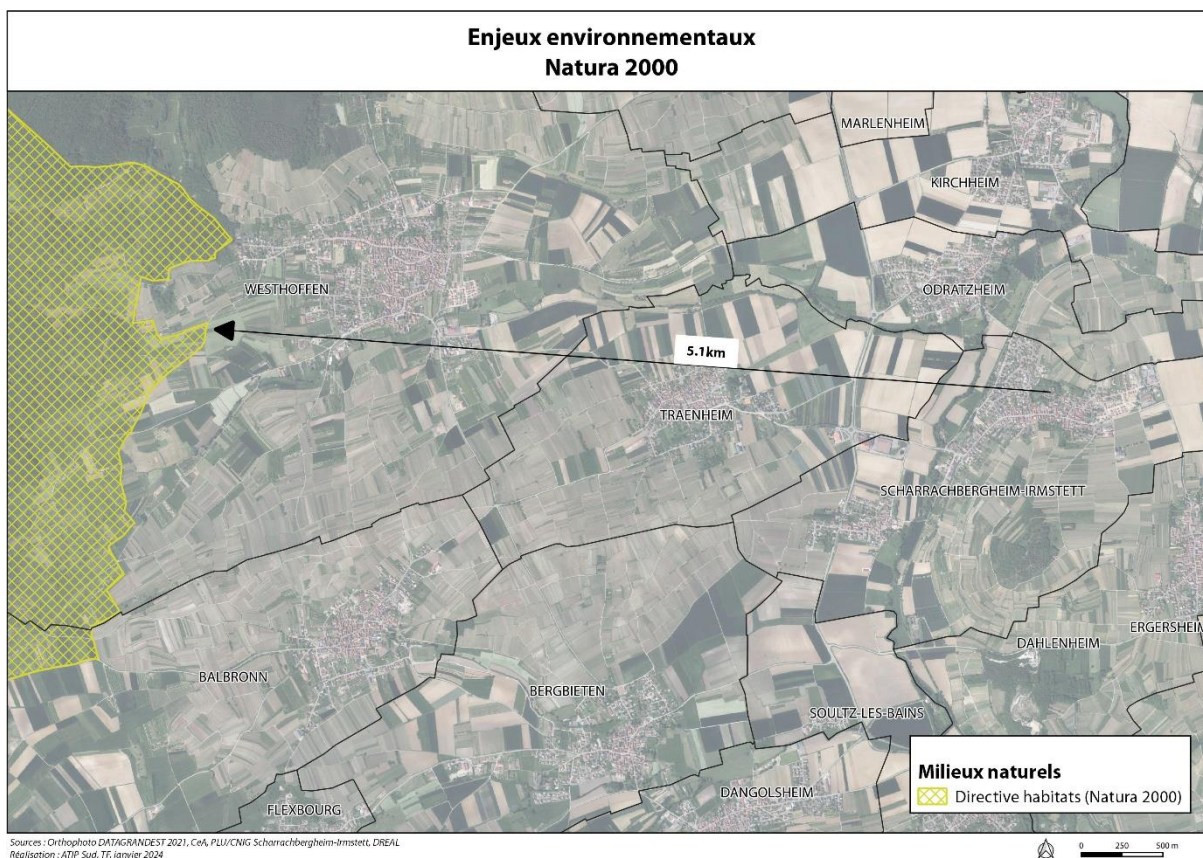 Enjeux environnementaux
Natura 2000
MARLENHEIM
KIRCHHEIM
WESTHOFFEN
ODRATZHEIM
5.1km
TRAENHEIM
SCHARRACHBERGHEIM-IRMSTETT
ERGERSHEIM
DAHLENHEIM
BALBRONN
BERGBIETEN
SOULTZ-LES-BAINS
DANGOLSHEIM
FLEXBOURG
Milieux naturels
Directive habitats (Natura 2000)
Sources : Orthophoto DATAGRANDEST 2021, CeA, PLU/CNIG Scharrachbergheim-Irmstett, DREAL
Réalisation : ATIP Sud, TF, janvier 2024
0 250 500 m